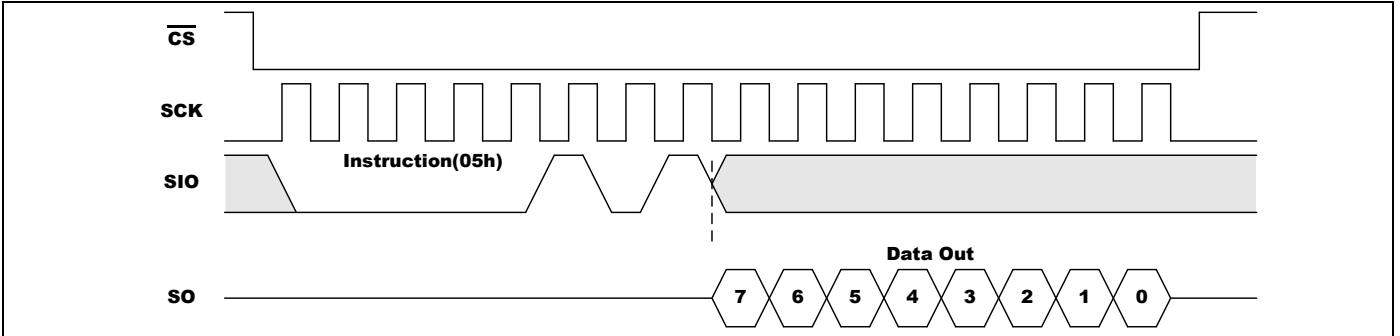 CS
SCK
Instruction(05h)
SIO
Data Out
SO 7 6 5 4 3 2 1 0